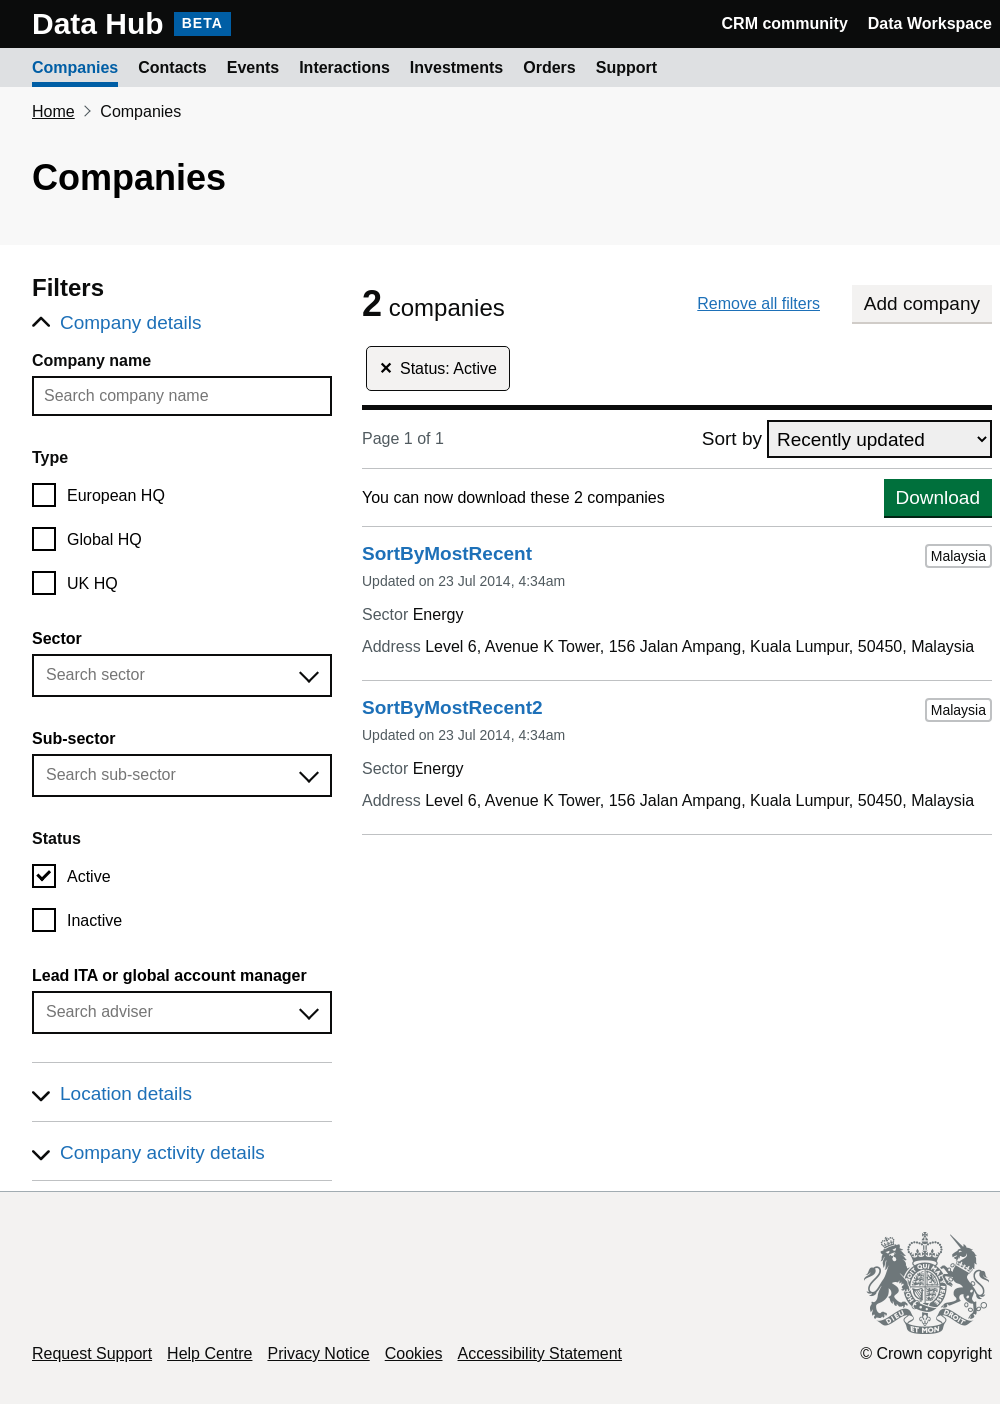 Data Hub BETA CRM community Data Workspace
Companies Contacts Events Interactions Investments Orders Support
Home Companies
Companies
Filters
Company details
Company name
Search company name
Type
European HQ
Global HQ
UK HQ
Sector
Search sector
Sub-sector
Search sub-sector
Status
Active
Inactive
Lead ITA or global account manager
Search adviser
Location details
Company activity details
2 companies Remove all filters Add company
✕ Status: Active
Page 1 of 1 Sort by Recently updated
You can now download these 2 companies Download
SortByMostRecent Malaysia
Updated on 23 Jul 2014, 4:34am
Sector Energy
Address Level 6, Avenue K Tower, 156 Jalan Ampang, Kuala Lumpur, 50450, Malaysia
SortByMostRecent2 Malaysia
Updated on 23 Jul 2014, 4:34am
Sector Energy
Address Level 6, Avenue K Tower, 156 Jalan Ampang, Kuala Lumpur, 50450, Malaysia
DIEU ET MON DROIT
Request Support Help Centre Privacy Notice Cookies Accessibility Statement © Crown copyright